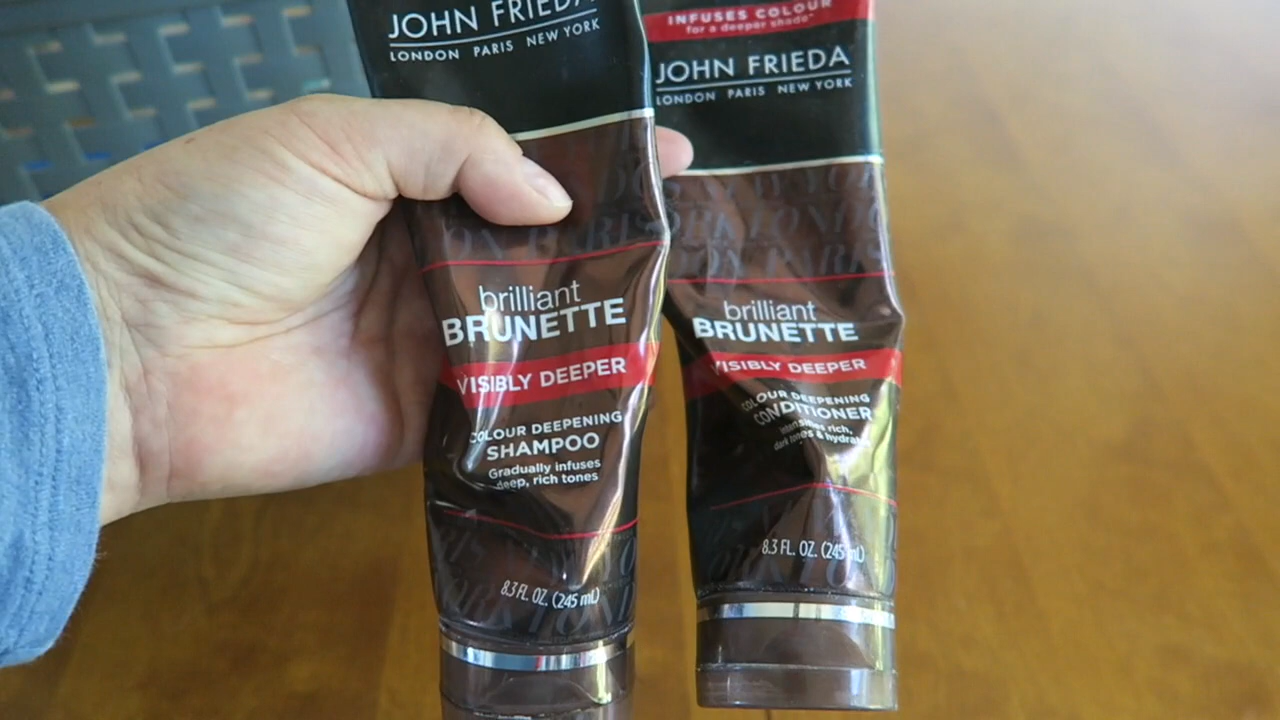 JOHN FRIEDA
LONDON PARIS NEW YORK
brilliant
BRUNETTE
VISIBLY DEEPER
COLOUR DEEPENING
SHAMPOO
Gradually infuses
deep, rich tones
8.3 FL. OZ. (245 mL)
INFUSES COLOUR
for a deeper shade*
JOHN FRIEDA
LONDON PARIS NEW YORK
brilliant
BRUNETTE
VISIBLY DEEPER
COLOUR DEEPENING
CONDITIONER
intensifies rich,
dark tones & hydrates
8.3 FL. OZ. (245 mL)